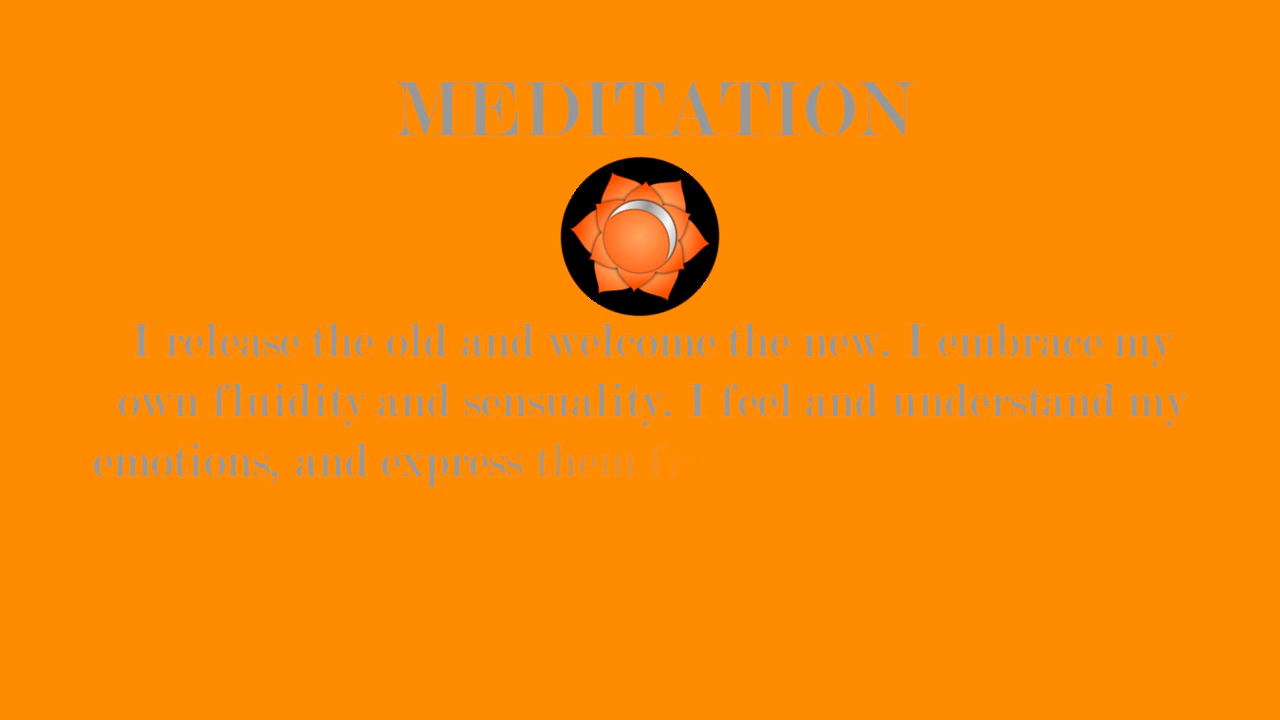 MEDITATION
I release the old and welcome the new. I embrace my
own fluidity and sensuality. I feel and understand my
emotions, and express them